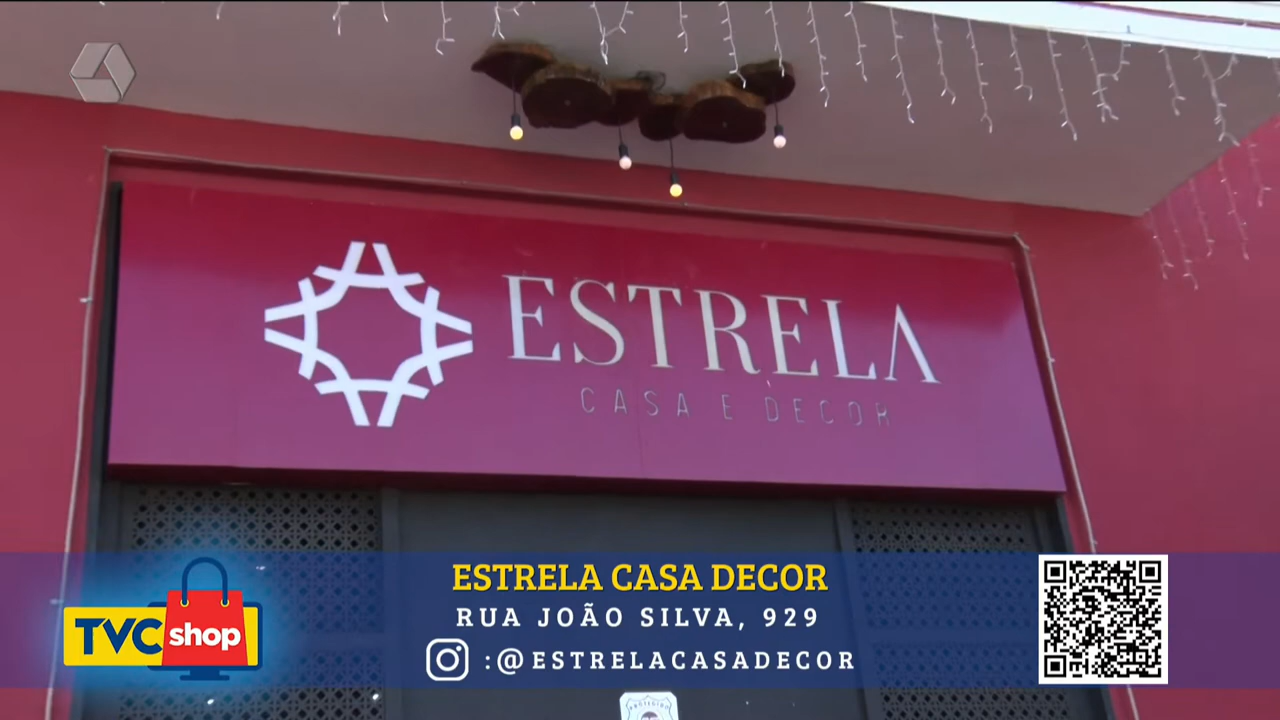 ESTRELA
CASA E DECOR
ESTRELA CASA DECOR
RUA JOÃO SILVA, 929
:@ESTRELACASADECOR
TVC shop